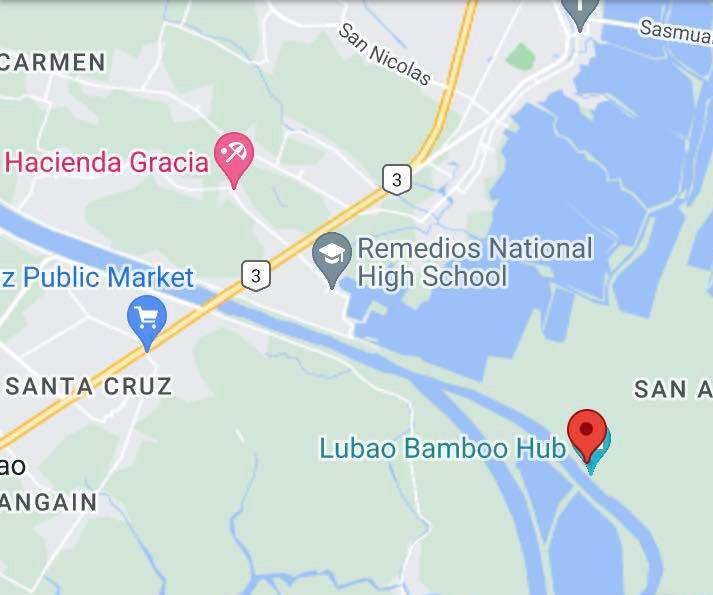 San Nicolas
Sasmua
CARMEN
Hacienda Gracia
3
Remedios National
High School
3
z Public Market
SANTA CRUZ
SAN A
Lubao Bamboo Hub
ao
ANGAIN